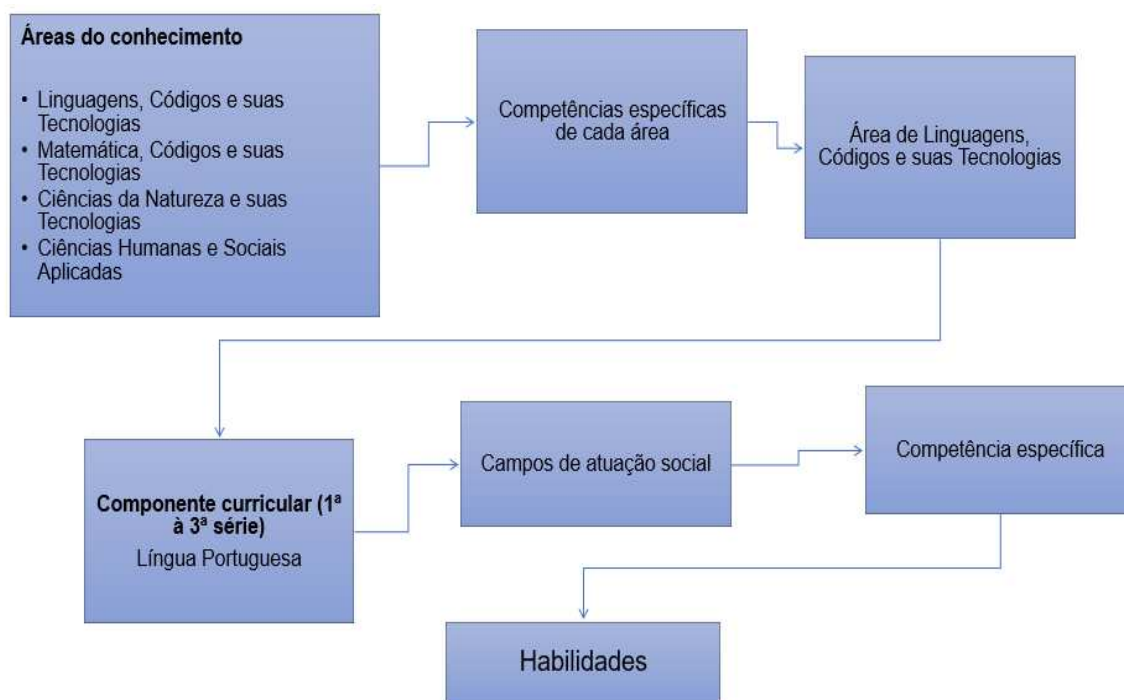 Áreas do conhecimento
• Linguagens, Códigos e suas
Tecnologias
• Matemática, Códigos e suas
Tecnologias
• Ciências da Natureza e suas
Tecnologias
• Ciências Humanas e Sociais
Aplicadas
Competências específicas
de cada área
Área de Linguagens,
Códigos e suas Tecnologias
Componente curricular (1ª
à 3ª série)
Língua Portuguesa
Campos de atuação social
Competência específica
Habilidades